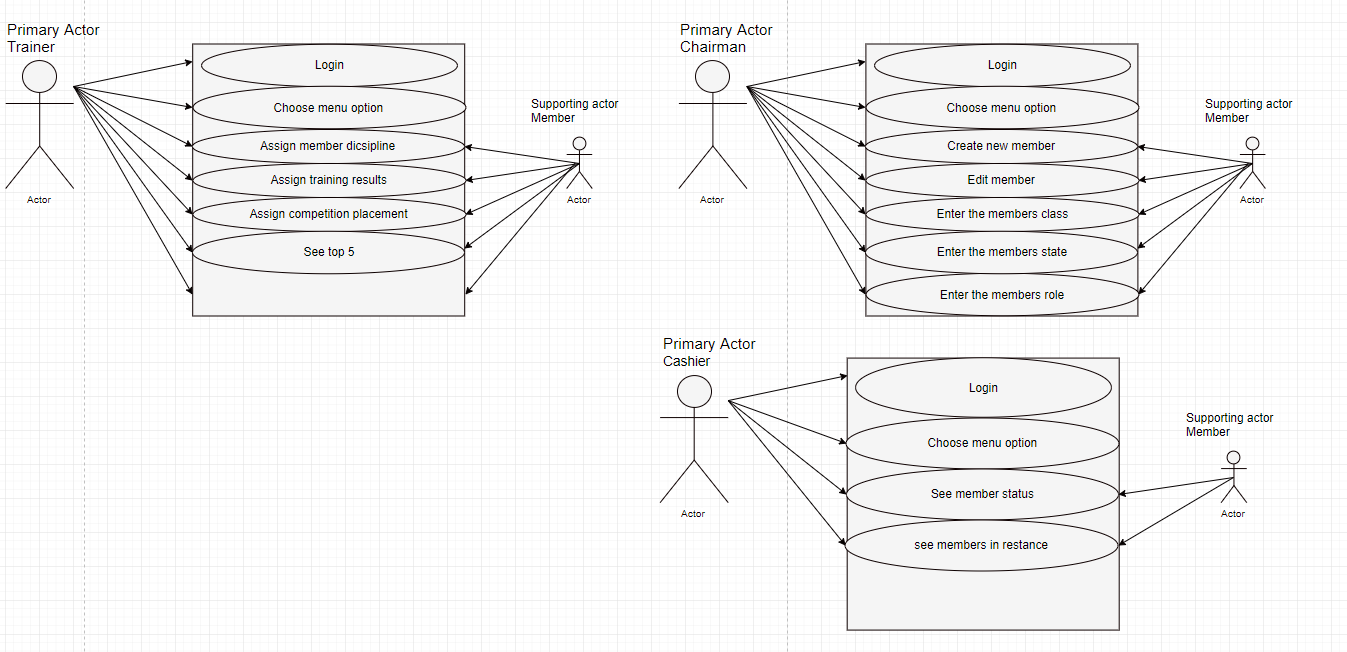 Primary Actor
Trainer
Actor
Login
Choose menu option
Assign member dicsipline
Assign training results
Assign competition placement
See top 5
Supporting actor
Member
Actor
Primary Actor
Chairman
Actor
Login
Choose menu option
Create new member
Edit member
Enter the members class
Enter the members state
Enter the members role
Supporting actor
Member
Actor
Primary Actor
Cashier
Actor
Login
Choose menu option
See member status
see members in restance
Supporting actor
Member
Actor